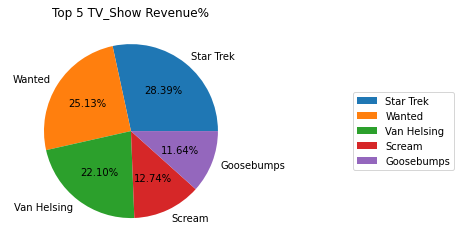 Top 5 TV_Show Revenue%
Star Trek
28.39%
Wanted
25.13%
Van Helsing
22.10%
Scream
12.74%
Goosebumps
11.64%
Star Trek
Wanted
Van Helsing
Scream
Goosebumps